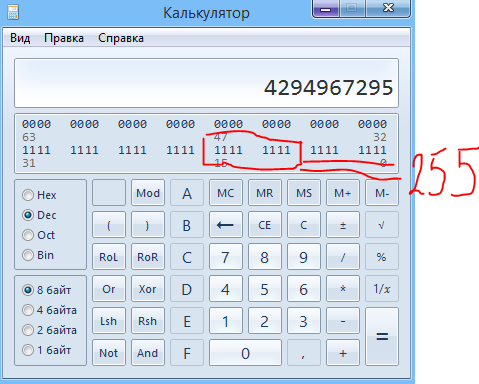 Калькулятор
Вид Правка Справка
4294967295
0000 0000 0000 0000 0000 0000 0000 0000
63 47 32
1111 1111 1111 1111 1111 1111 1111 1111
31 15 0
255
Hex Mod A MC MR MS M+ M-
Dec ( ) B ← CE C ± √
Oct RoL RoR C 7 8 9 / %
Bin
8 байт Or Xor D 4 5 6 * 1/x
4 байта Lsh Rsh E 1 2 3 - =
2 байта
1 байт Not And F 0 , +